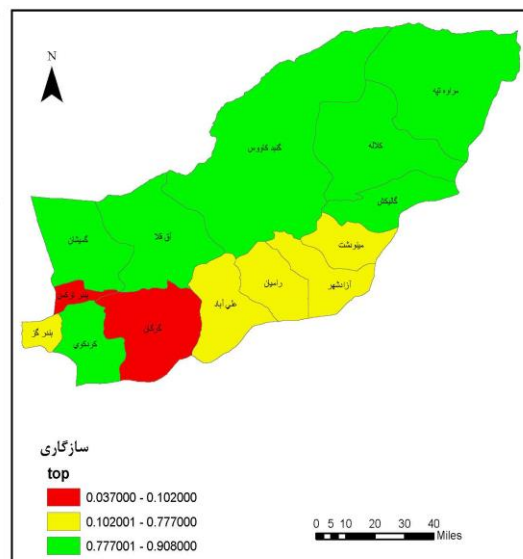 N
مراوه تپه
کلاله
گنبد کاووس
گالیکش
مینودشت
گمیشان
آق قلا
آزادشهر
رامیان
علی آباد
بندر ترکمن
گرگان
بندر گز
کردکوی
سازگاری
top
0.037000 - 0.102000
0.102001 - 0.777000
0.777001 - 0.908000
0 5 10 20 30 40
Miles